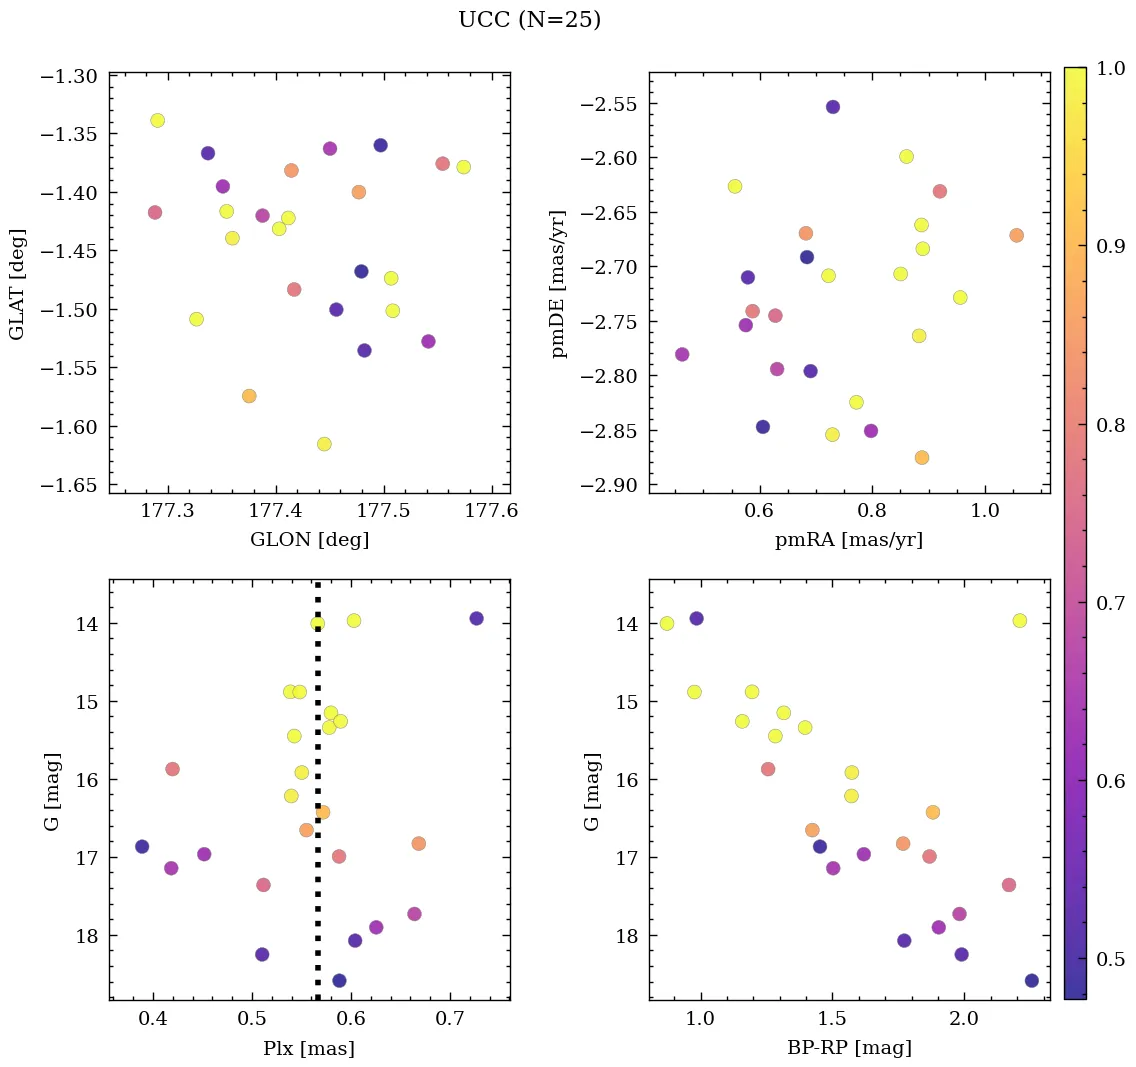 UCC (N=25)
−1.30
−1.35
−1.40
−1.45
−1.50
−1.55
−1.60
−1.65
GLAT [deg]
177.3 177.4 177.5 177.6
GLON [deg]
−2.55
−2.60
−2.65
−2.70
−2.75
−2.80
−2.85
−2.90
pmDE [mas/yr]
0.6 0.8 1.0
pmRA [mas/yr]
14
15
16
17
18
G [mag]
0.4 0.5 0.6 0.7
Plx [mas]
14
15
16
17
18
G [mag]
1.0 1.5 2.0
BP-RP [mag]
1.0
0.9
0.8
0.7
0.6
0.5